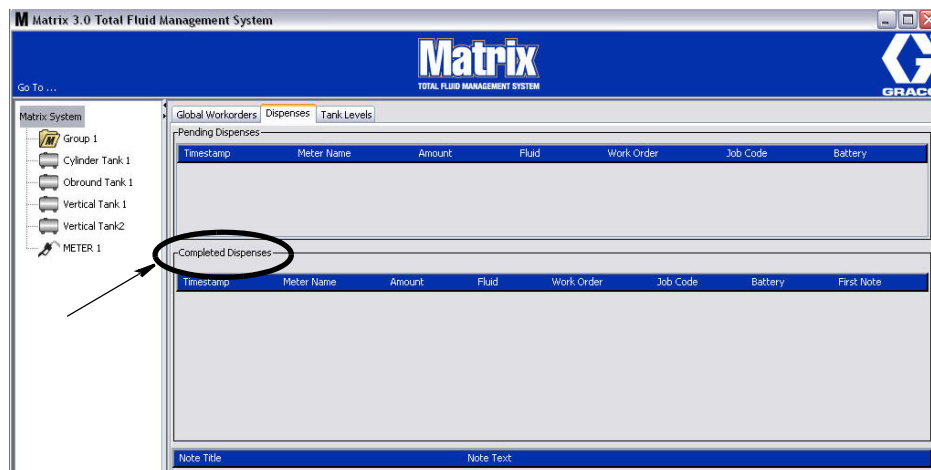 M Matrix 3.0 Total Fluid Management System
Matrix
TOTAL FLUID MANAGEMENT SYSTEM
Go To ...
GRACO
Matrix System
Group 1
Cylinder Tank 1
Obround Tank 1
Vertical Tank 1
Vertical Tank2
METER 1
Global Workorders Dispenses Tank Levels
Pending Dispenses
Timestamp Meter Name Amount Fluid Work Order Job Code Battery
Completed Dispenses
Timestamp Meter Name Amount Fluid Work Order Job Code Battery First Note
Note Title Note Text